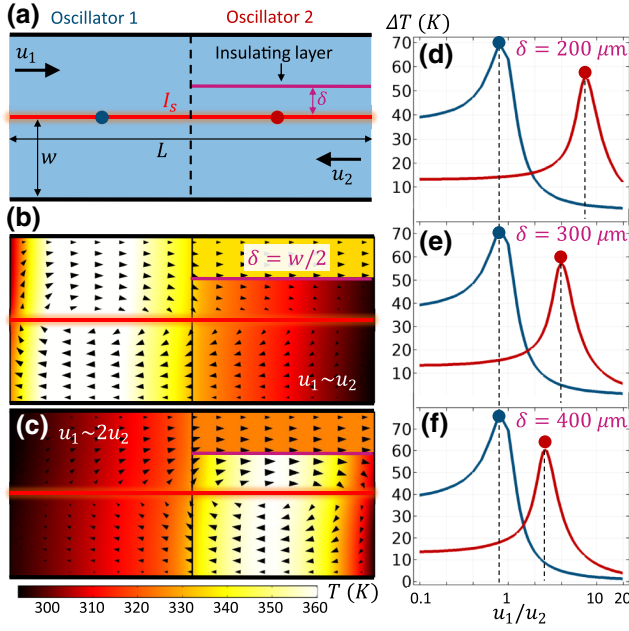 (a) Oscillator 1 Oscillator 2
u₁
Insulating layer
I_s
δ
w
L
u₂
(b)
δ = w/2
u₁~u₂
(c) u₁~2u₂
T (K)
300 310 320 330 340 350 360
ΔT (K)
(d) δ = 200 μm
70
60
50
40
30
20
10
(e) δ = 300 μm
70
60
50
40
30
20
10
0
(f) δ = 400 μm
70
60
50
40
30
20
10
0
0.1 1 10 20
u₁/u₂